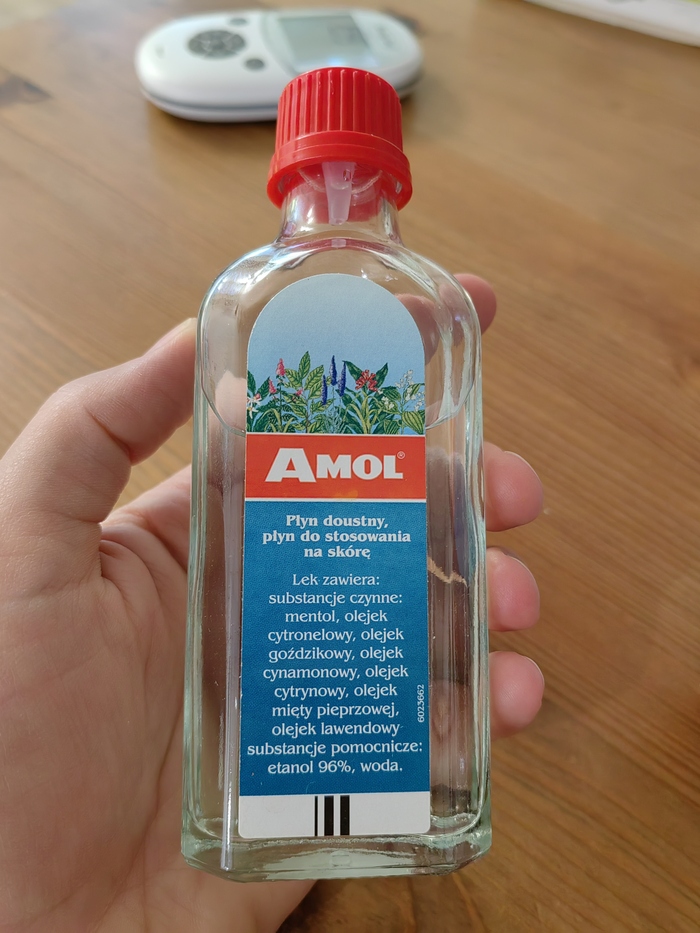 AMOL®
Płyn doustny,
płyn do stosowania
na skórę
Lek zawiera:
substancje czynne:
mentol, olejek
cytronelowy, olejek
goździkowy, olejek
cynamonowy, olejek
cytrynowy, olejek
mięty pieprzowej,
olejek lawendowy
substancje pomocnicze:
etanol 96%, woda.
6023662